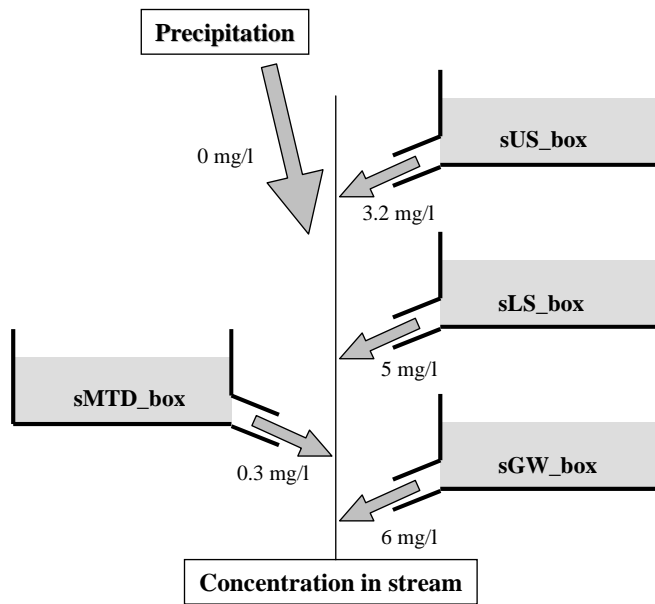 Precipitation
sUS_box
0 mg/l
3.2 mg/l
sLS_box
5 mg/l
sMTD_box
0.3 mg/l
sGW_box
6 mg/l
Concentration in stream